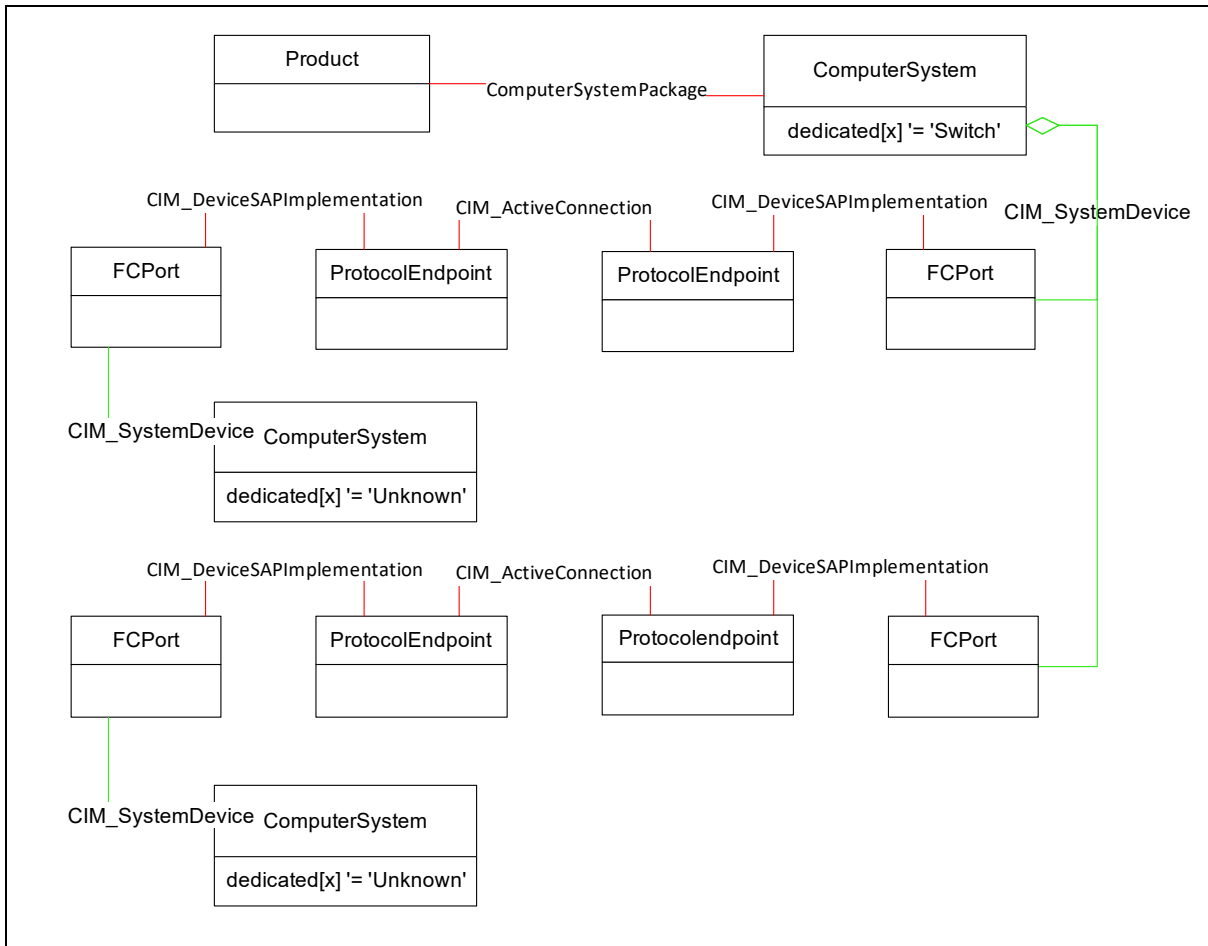 Product
ComputerSystem
ComputerSystemPackage
dedicated[x] '= 'Switch'
CIM_DeviceSAPImplementation
CIM_ActiveConnection
CIM_DeviceSAPImplementation
CIM_SystemDevice
FCPort
ProtocolEndpoint
ProtocolEndpoint
FCPort
CIM_SystemDevice
ComputerSystem
dedicated[x] '= 'Unknown'
CIM_DeviceSAPImplementation
CIM_ActiveConnection
CIM_DeviceSAPImplementation
FCPort
ProtocolEndpoint
Protocolendpoint
FCPort
CIM_SystemDevice
ComputerSystem
dedicated[x] '= 'Unknown'